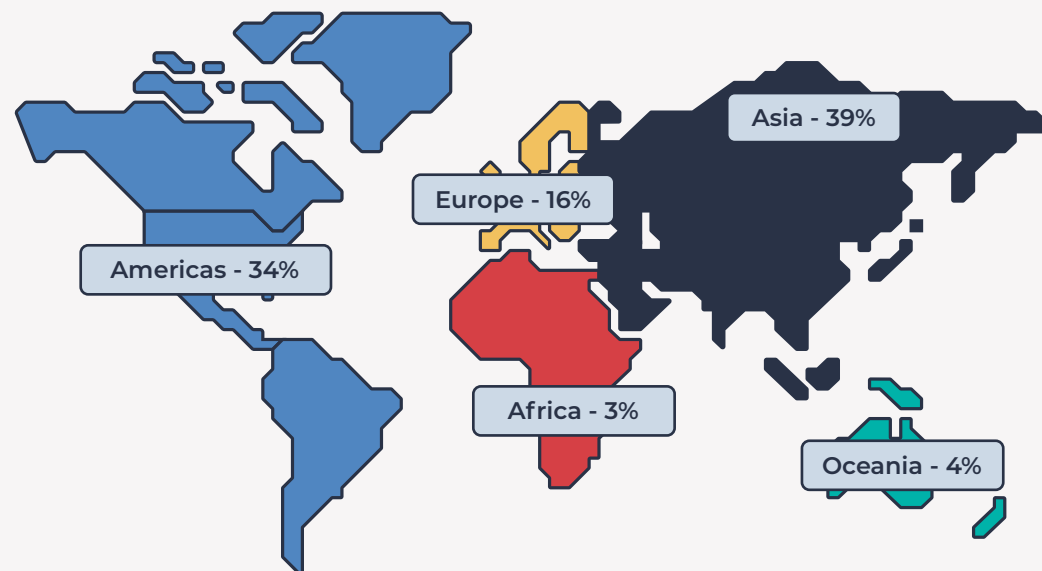 Asia - 39%
Europe - 16%
Americas - 34%
Africa - 3%
Oceania - 4%